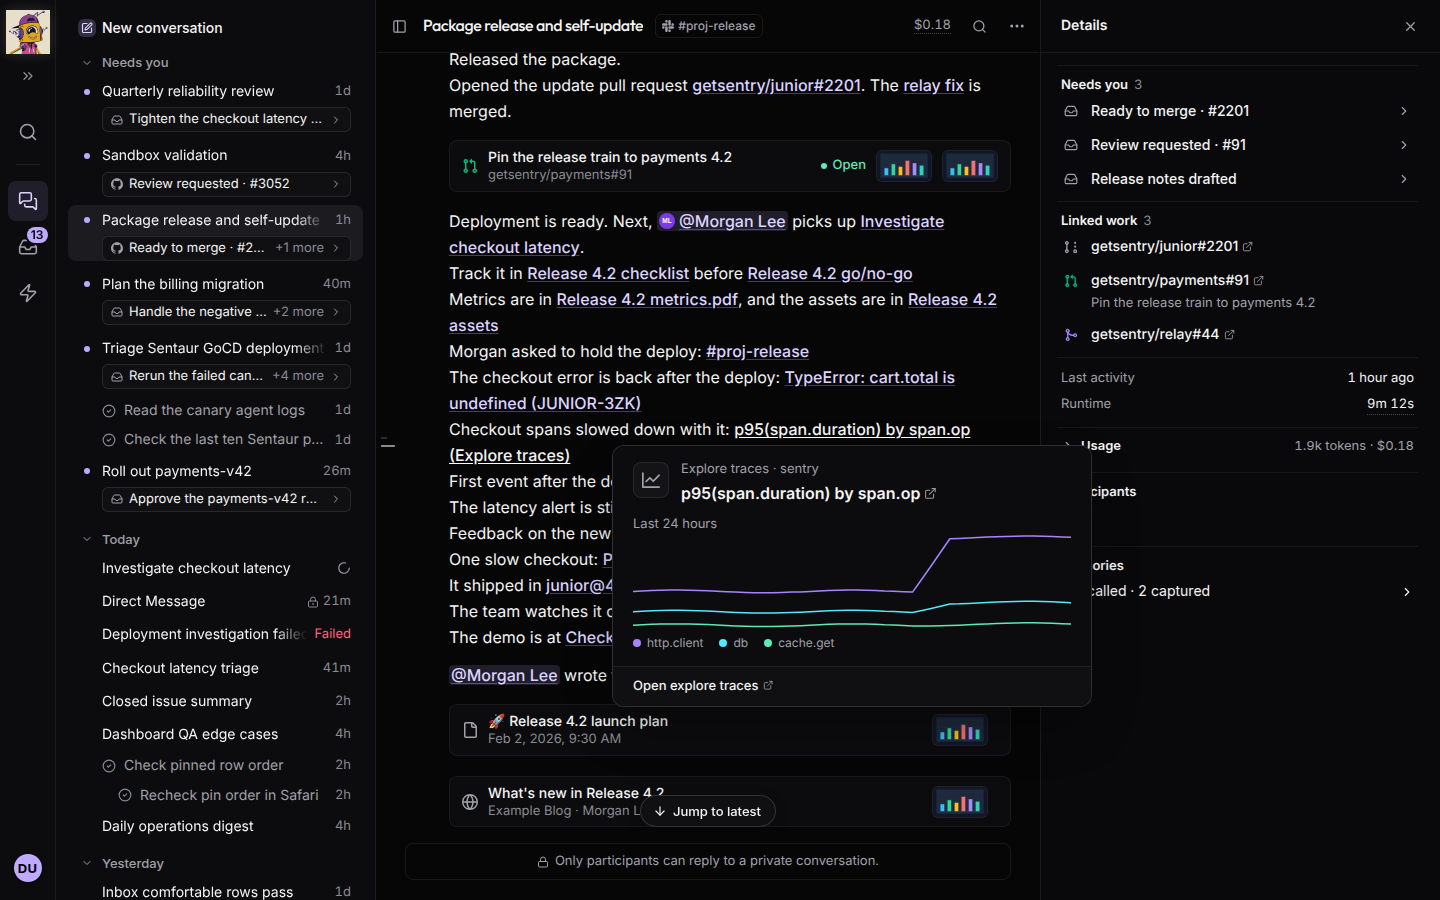 New conversation
Needs you
Quarterly reliability review 1d
Tighten the checkout latency ...
Sandbox validation 4h
Review requested · #3052
Package release and self-update 1h
Ready to merge · #2... +1 more
13
Plan the billing migration 40m
Handle the negative ... +2 more
Triage Sentaur GoCD deployment 1d
Rerun the failed can... +4 more
Read the canary agent logs 1d
Check the last ten Sentaur p... 1d
Roll out payments-v42 26m
Approve the payments-v42 r...
Today
Investigate checkout latency
Direct Message 21m
Deployment investigation failed Failed
Checkout latency triage 41m
Closed issue summary 2h
Dashboard QA edge cases 4h
Check pinned row order 2h
Recheck pin order in Safari 2h
Daily operations digest 4h
Yesterday
Inbox comfortable rows pass 1d
DU
Package release and self-update #proj-release $0.18
Released the package.
Opened the update pull request getsentry/junior#2201. The relay fix is
merged.
Pin the release train to payments 4.2
getsentry/payments#91
Open
Deployment is ready. Next, ML @Morgan Lee picks up Investigate
checkout latency.
Track it in Release 4.2 checklist before Release 4.2 go/no-go
Metrics are in Release 4.2 metrics.pdf, and the assets are in Release 4.2
assets
Morgan asked to hold the deploy: #proj-release
The checkout error is back after the deploy: TypeError: cart.total is
undefined (JUNIOR-3ZK)
Checkout spans slowed down with it: p95(span.duration) by span.op
(Explore traces)
First event after the d
The latency alert is sti
Feedback on the new
One slow checkout: P
It shipped in junior@4
The team watches it
The demo is at Check
@Morgan Lee wrote
Explore traces · sentry
p95(span.duration) by span.op
Last 24 hours
http.client db cache.get
Open explore traces
🚀 Release 4.2 launch plan
Feb 2, 2026, 9:30 AM
What's new in Release 4.2
Example Blog · Morgan L
Jump to latest
Only participants can reply to a private conversation.
Details
Needs you 3
Ready to merge · #2201
Review requested · #91
Release notes drafted
Linked work 3
getsentry/junior#2201
getsentry/payments#91
Pin the release train to payments 4.2
getsentry/relay#44
Last activity 1 hour ago
Runtime 9m 12s
Usage 1.9k tokens · $0.18
cipants
ories
called · 2 captured